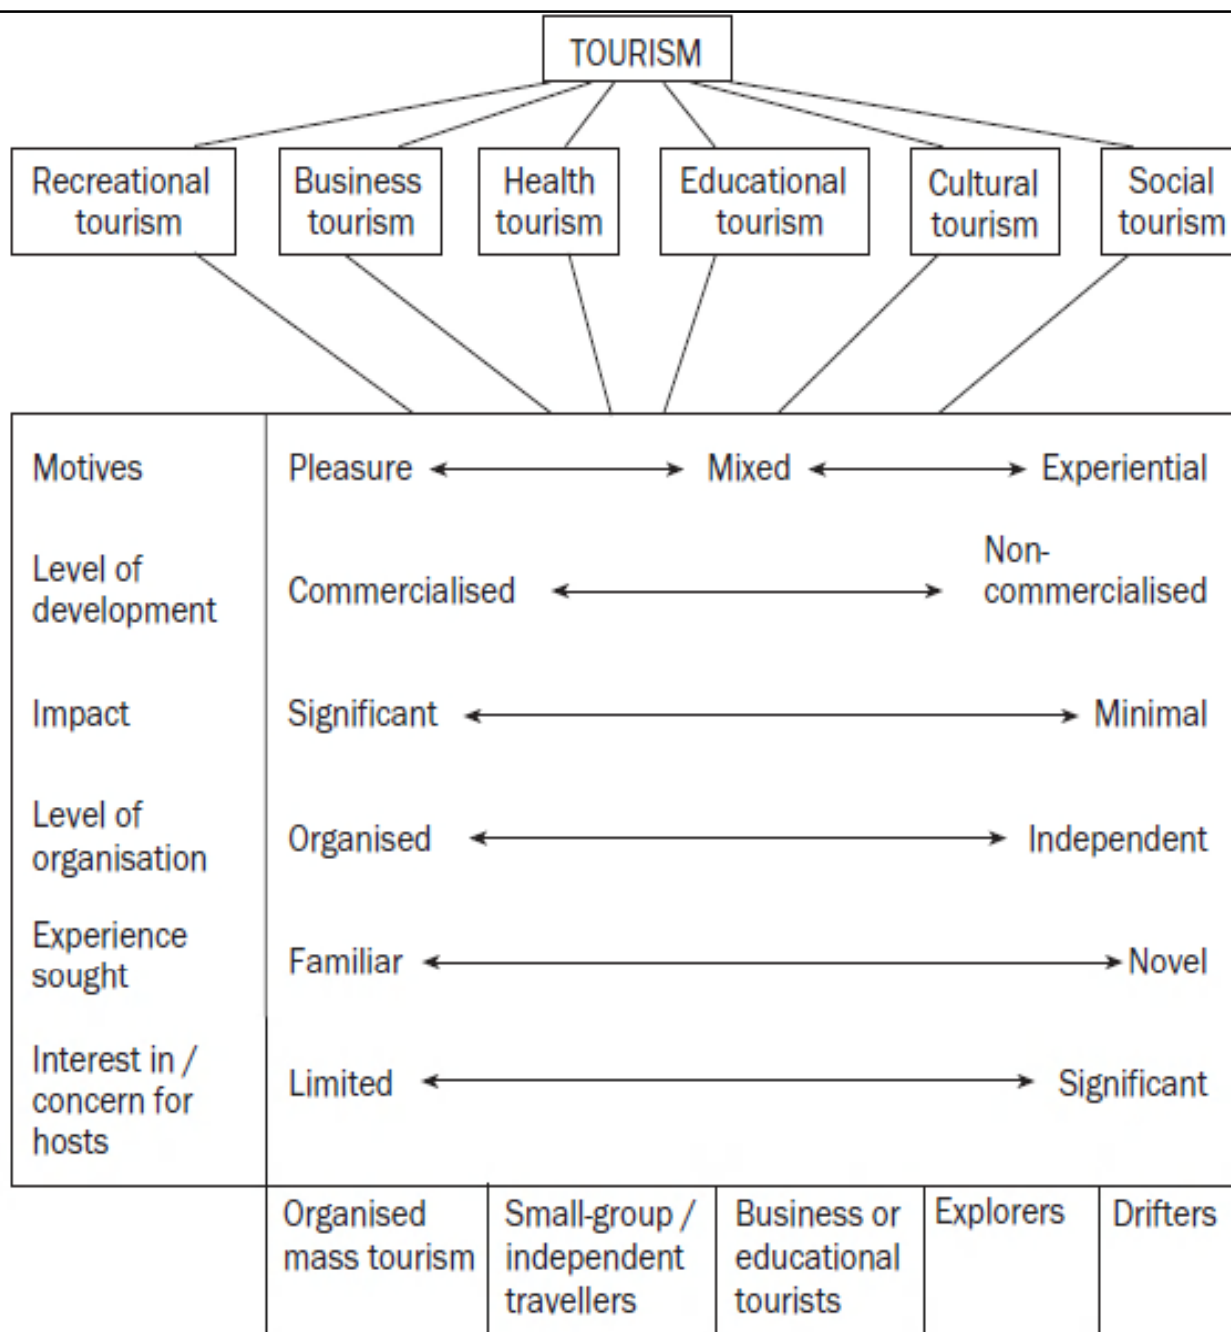 TOURISM
Recreational
tourism
Business
tourism
Health
tourism
Educational
tourism
Cultural
tourism
Social
tourism
Motives
Pleasure
Mixed
Experiential
Level of
development
Commercialised
Non-
commercialised
Impact
Significant
Minimal
Level of
organisation
Organised
Independent
Experience
sought
Familiar
Novel
Interest in /
concern for
hosts
Limited
Significant
Organised
mass tourism
Small-group /
independent
travellers
Business or
educational
tourists
Explorers
Drifters